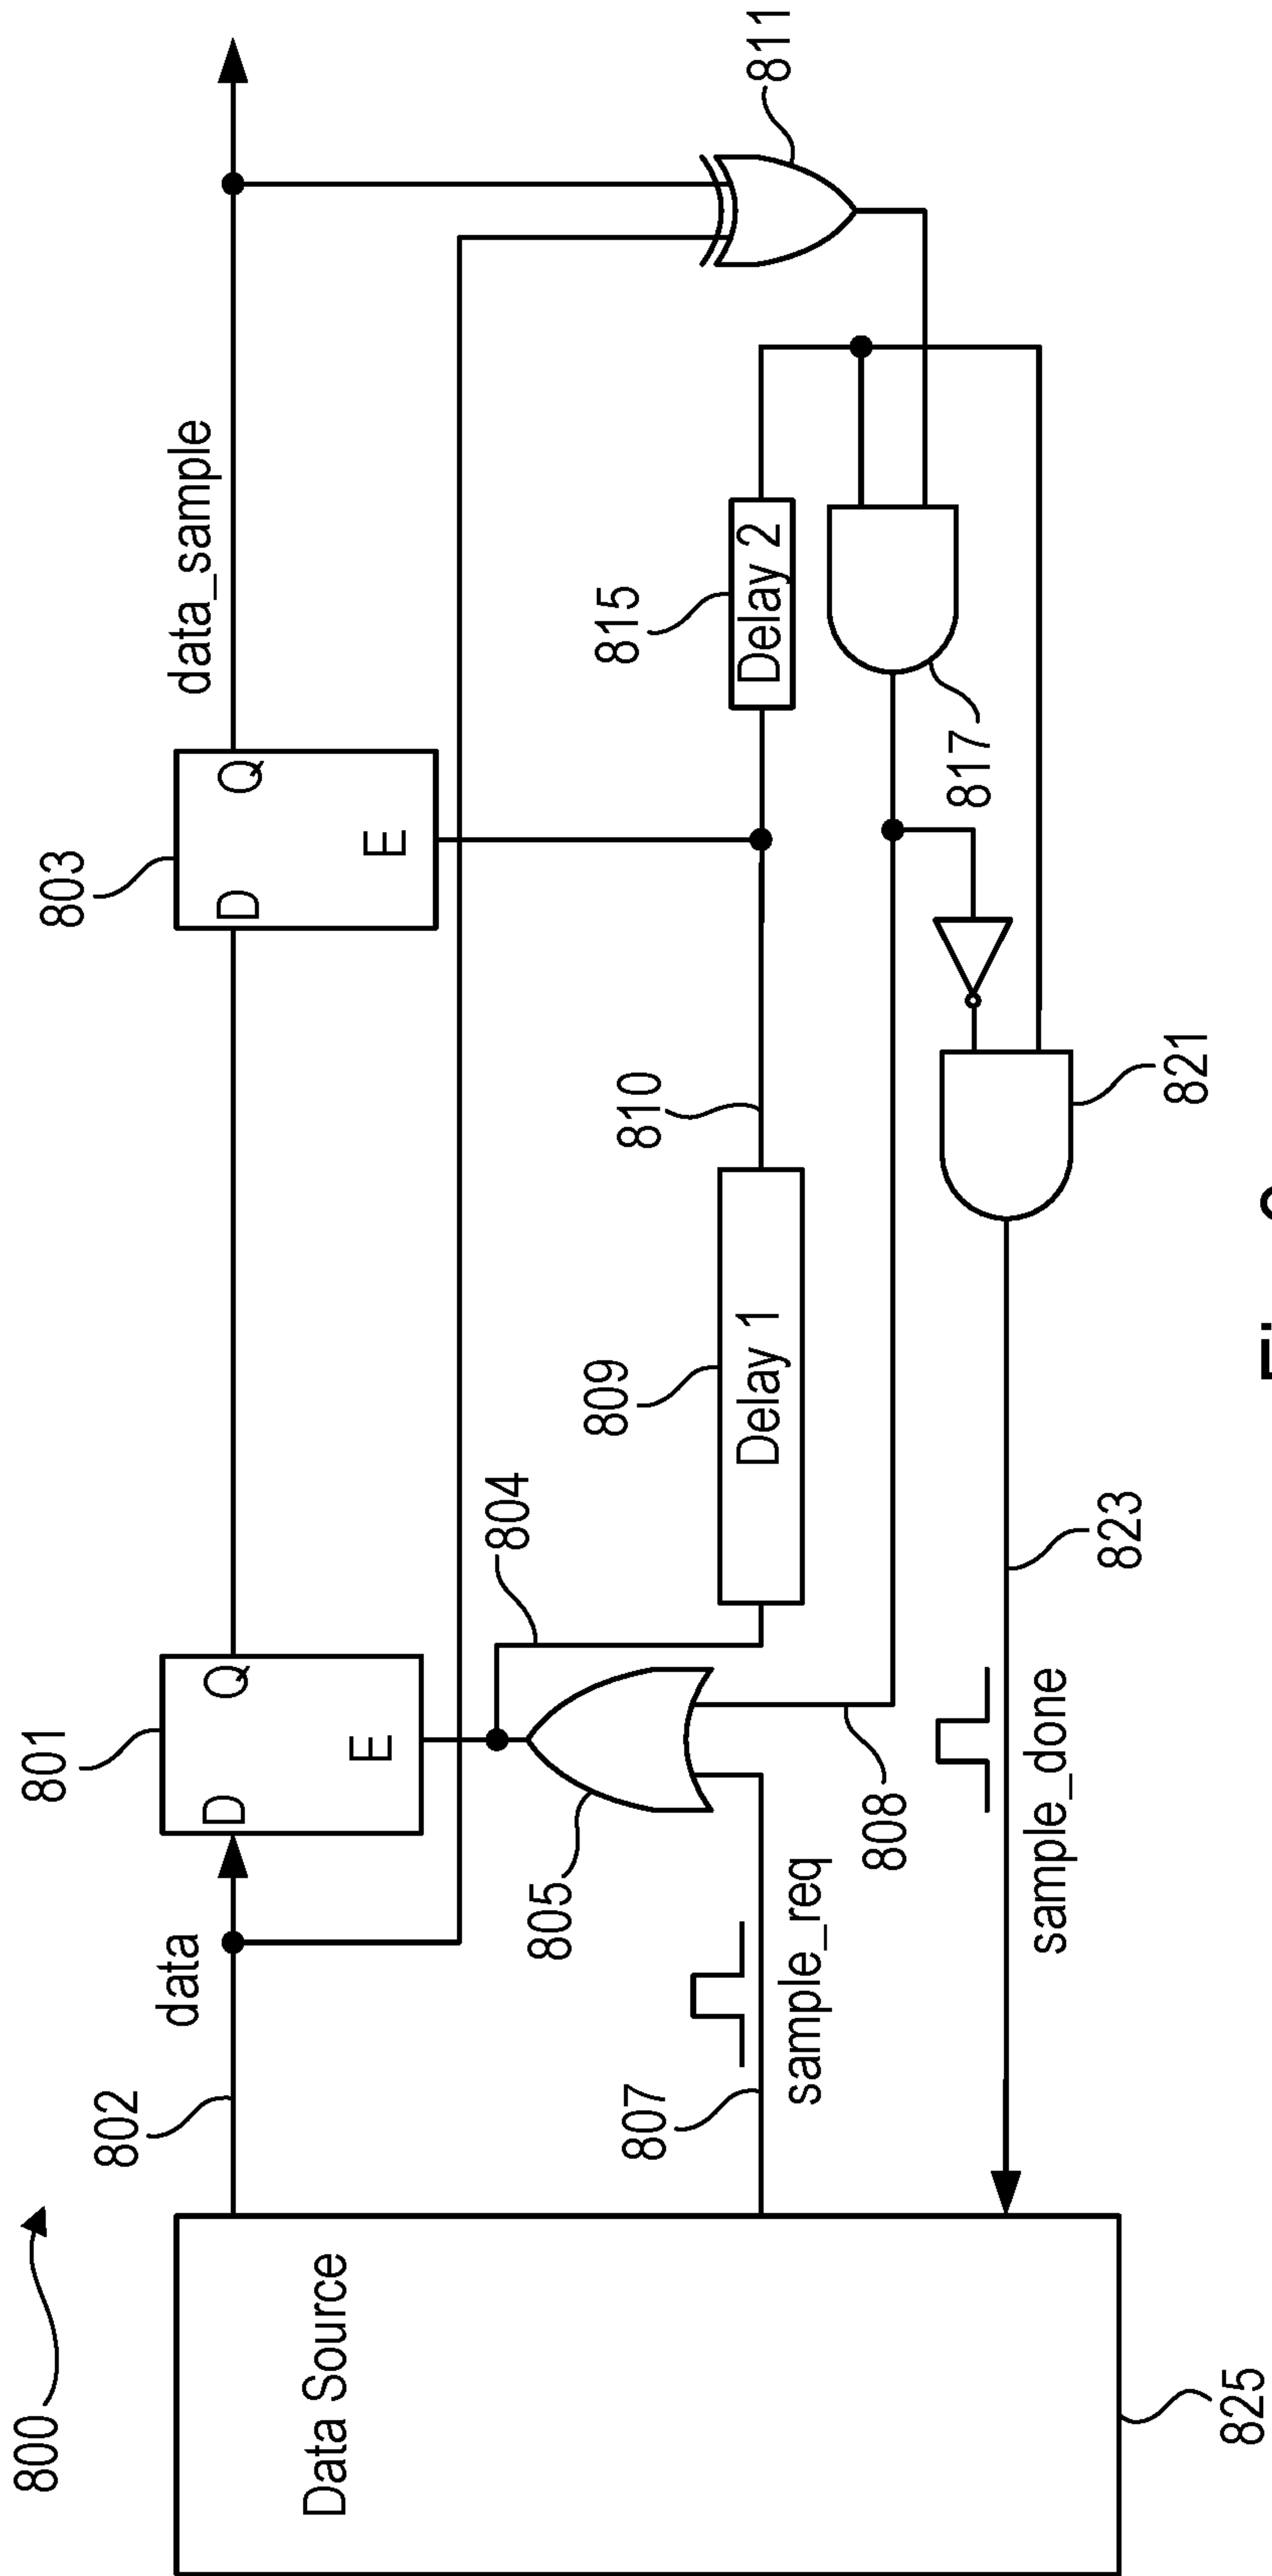 800
Data Source
825
802
data
807
sample_req
801
D
Q
E
805
804
808
sample_done
823
809
Delay 1
810
803
D
Q
E
data_sample
815
Delay 2
817
821
811